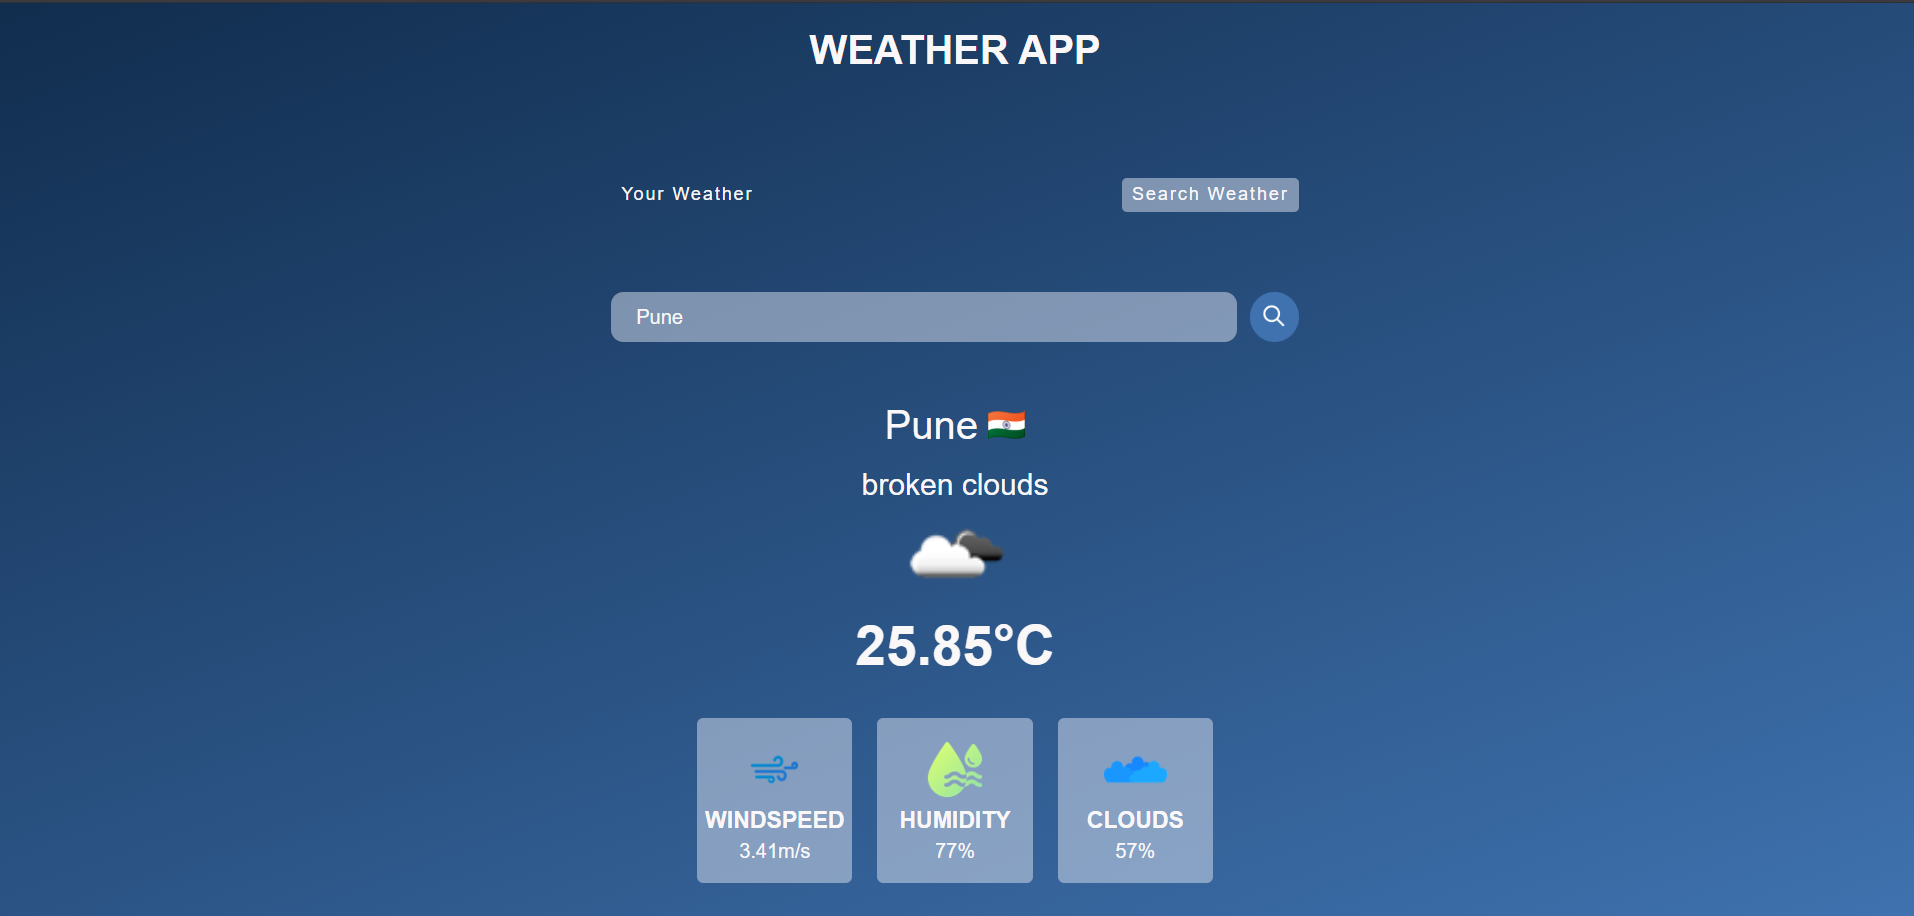 WEATHER APP
Your Weather
Search Weather
Pune
Pune
broken clouds
25.85°C
WINDSPEED
3.41m/s
HUMIDITY
77%
CLOUDS
57%